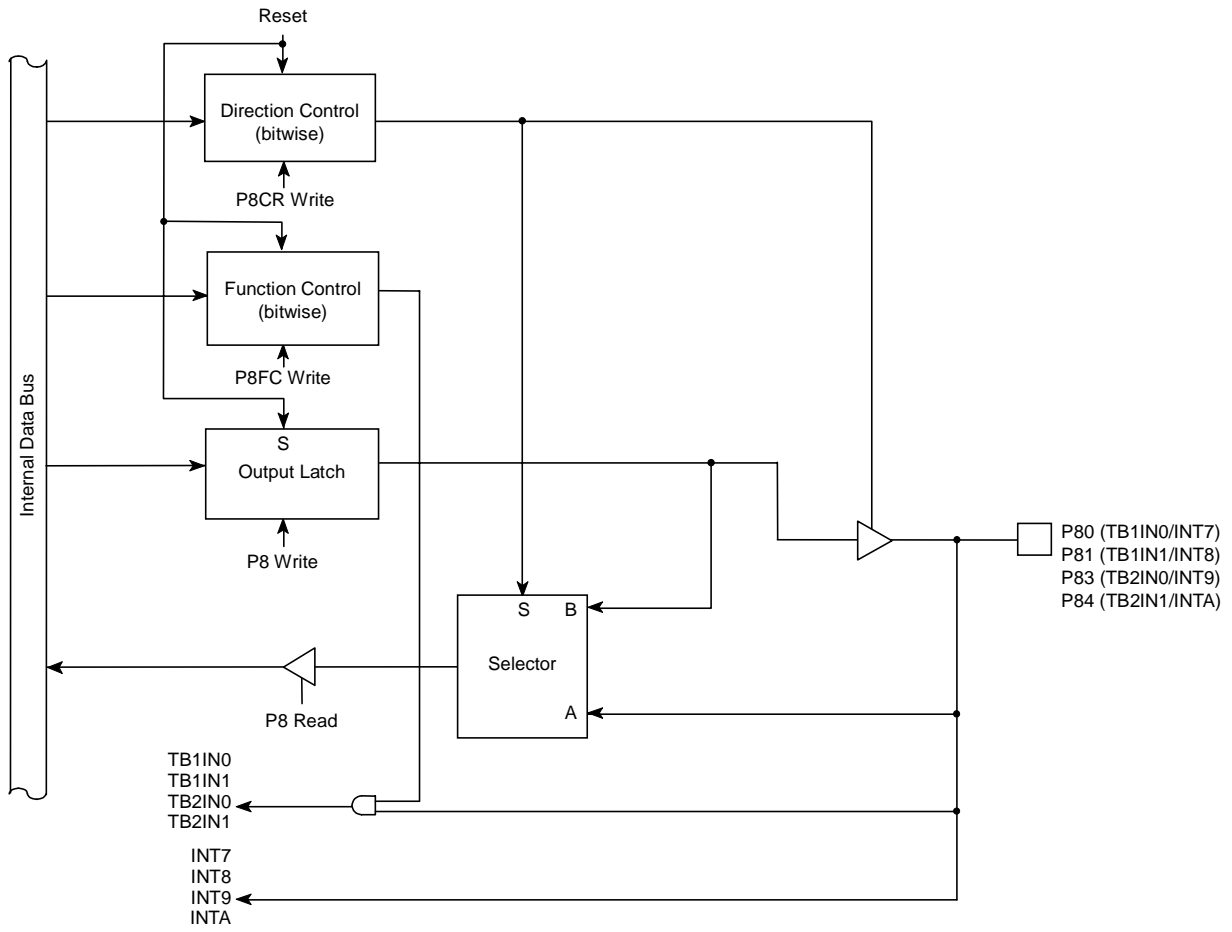 Reset
Direction Control
(bitwise)
P8CR Write
Function Control
(bitwise)
P8FC Write
Internal Data Bus
S
Output Latch
P8 Write
P80 (TB1IN0/INT7)
P81 (TB1IN1/INT8)
P83 (TB2IN0/INT9)
P84 (TB2IN1/INTA)
S B
Selector
A
P8 Read
TB1IN0
TB1IN1
TB2IN0
TB2IN1
INT7
INT8
INT9
INTA